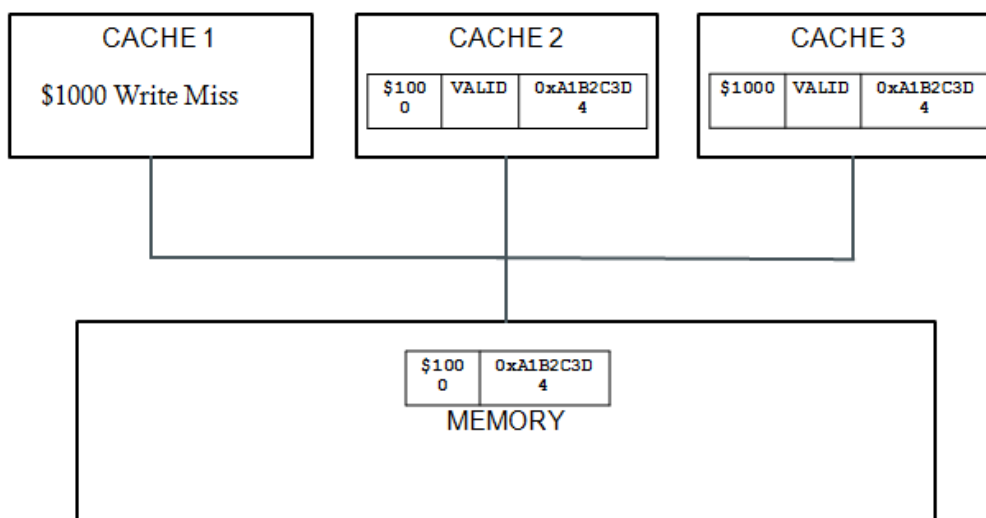 CACHE 1
$1000 Write Miss
CACHE 2
$100 VALID 0xA1B2C3D
0 4
CACHE 3
$1000 VALID 0xA1B2C3D
4
$100 0xA1B2C3D
0 4
MEMORY